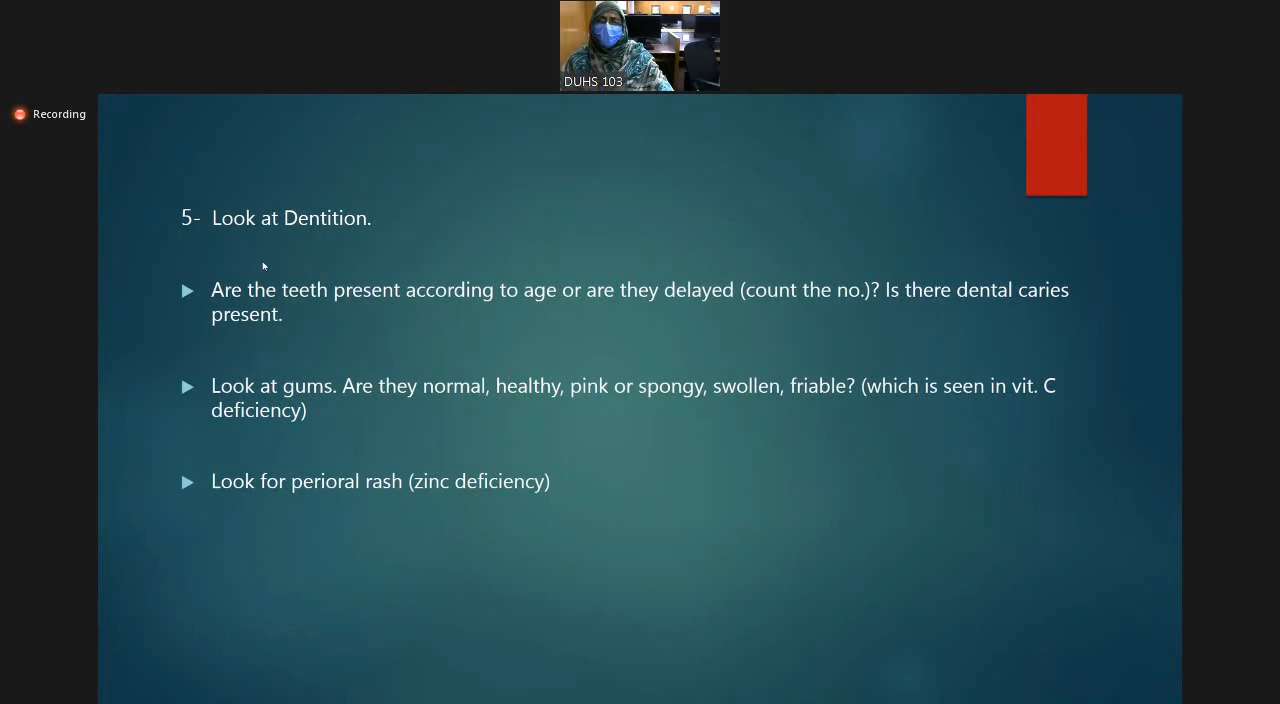 DUHS 103
Recording
5- Look at Dentition.
Are the teeth present according to age or are they delayed (count the no.)? Is there dental caries
present.
Look at gums. Are they normal, healthy, pink or spongy, swollen, friable? (which is seen in vit. C
deficiency)
Look for perioral rash (zinc deficiency)